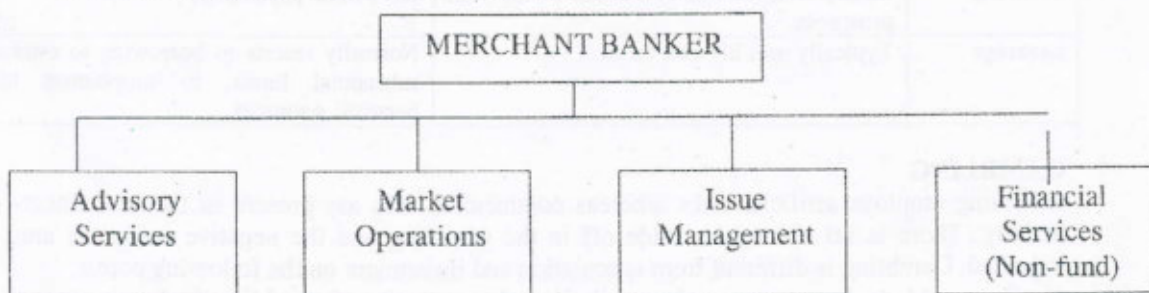 MERCHANT BANKER
Advisory
Services
Market
Operations
Issue
Management
Financial
Services
(Non-fund)